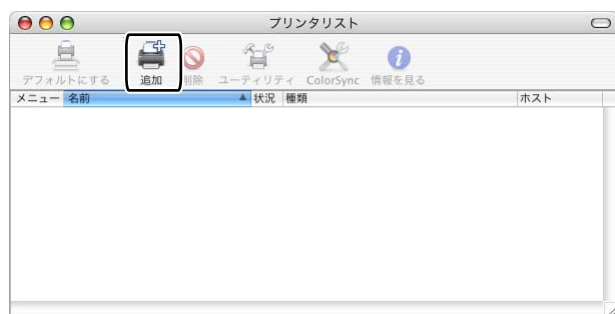 プリンタリスト
デフォルトにする 追加 削除 ユーティリティ ColorSync 情報を見る
メニュー 名前 状況 種類 ホスト